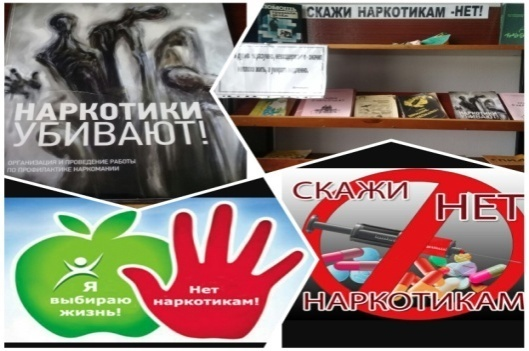 НАРКОТИКИ
УБИВАЮТ!
ОРГАНИЗАЦИЯ И ПРОВЕДЕНИЕ РАБОТЫ
ПО ПРОФИЛАКТИКЕ НАРКОМАНИИ
СКАЖИ НАРКОТИКАМ -НЕТ!
Я
выбираю
жизнь!
Нет
наркотикам!
СКАЖИ
НЕТ
НАРКОТИКАМ